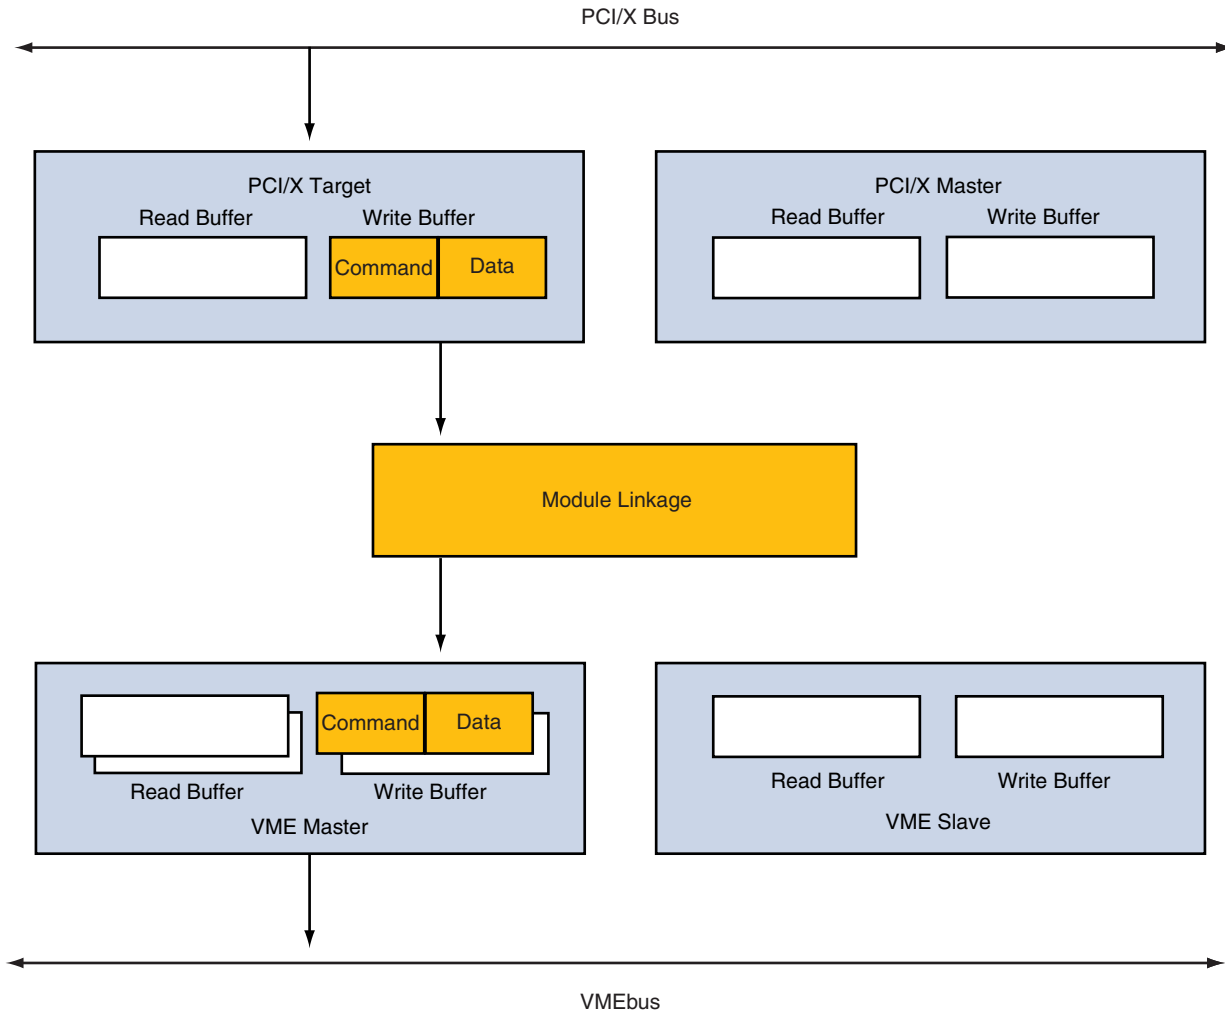 PCI/X Bus
PCI/X Target
Read Buffer
Write Buffer
Command
Data
PCI/X Master
Read Buffer
Write Buffer
Module Linkage
Command
Data
Read Buffer
Write Buffer
VME Master
Read Buffer
Write Buffer
VME Slave
VMEbus